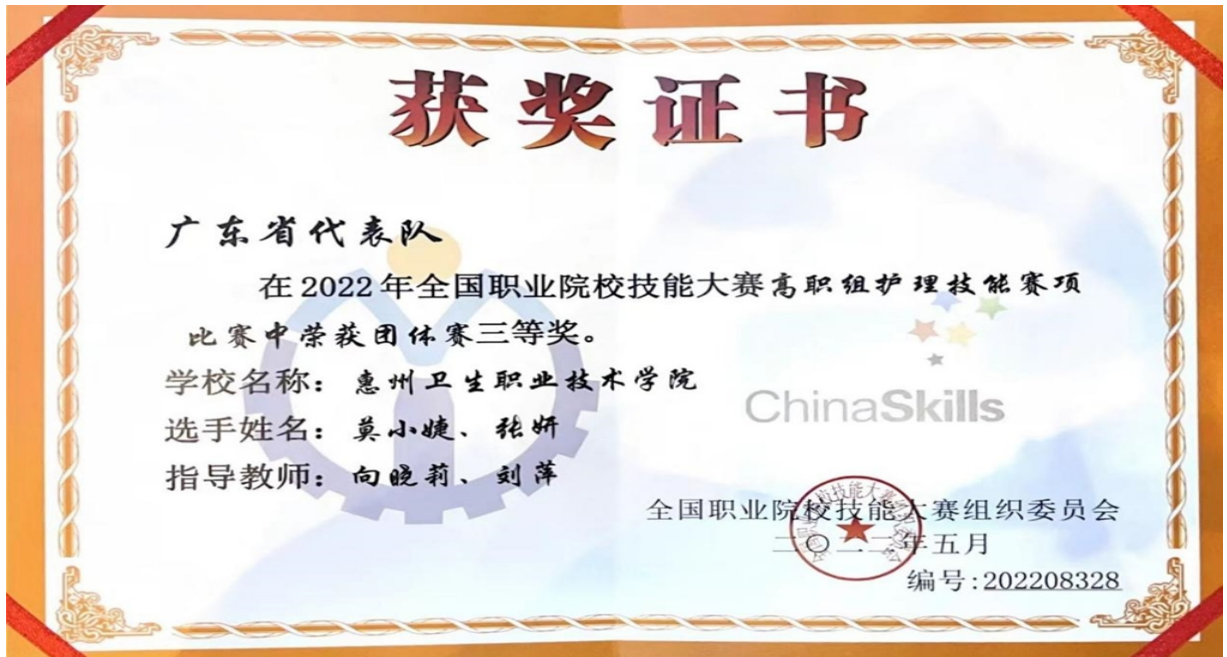 获奖证书
广东省代表队
在2022年全国职业院校技能大赛高职组护理技能赛项
比赛中荣获团体赛三等奖。
学校名称：惠州卫生职业技术学院
选手姓名：莫小婕、张妍
指导教师：向晓莉、刘萍
ChinaSkills
全国职业院校技能大赛组织委员会
二〇二二年五月
编号:202208328